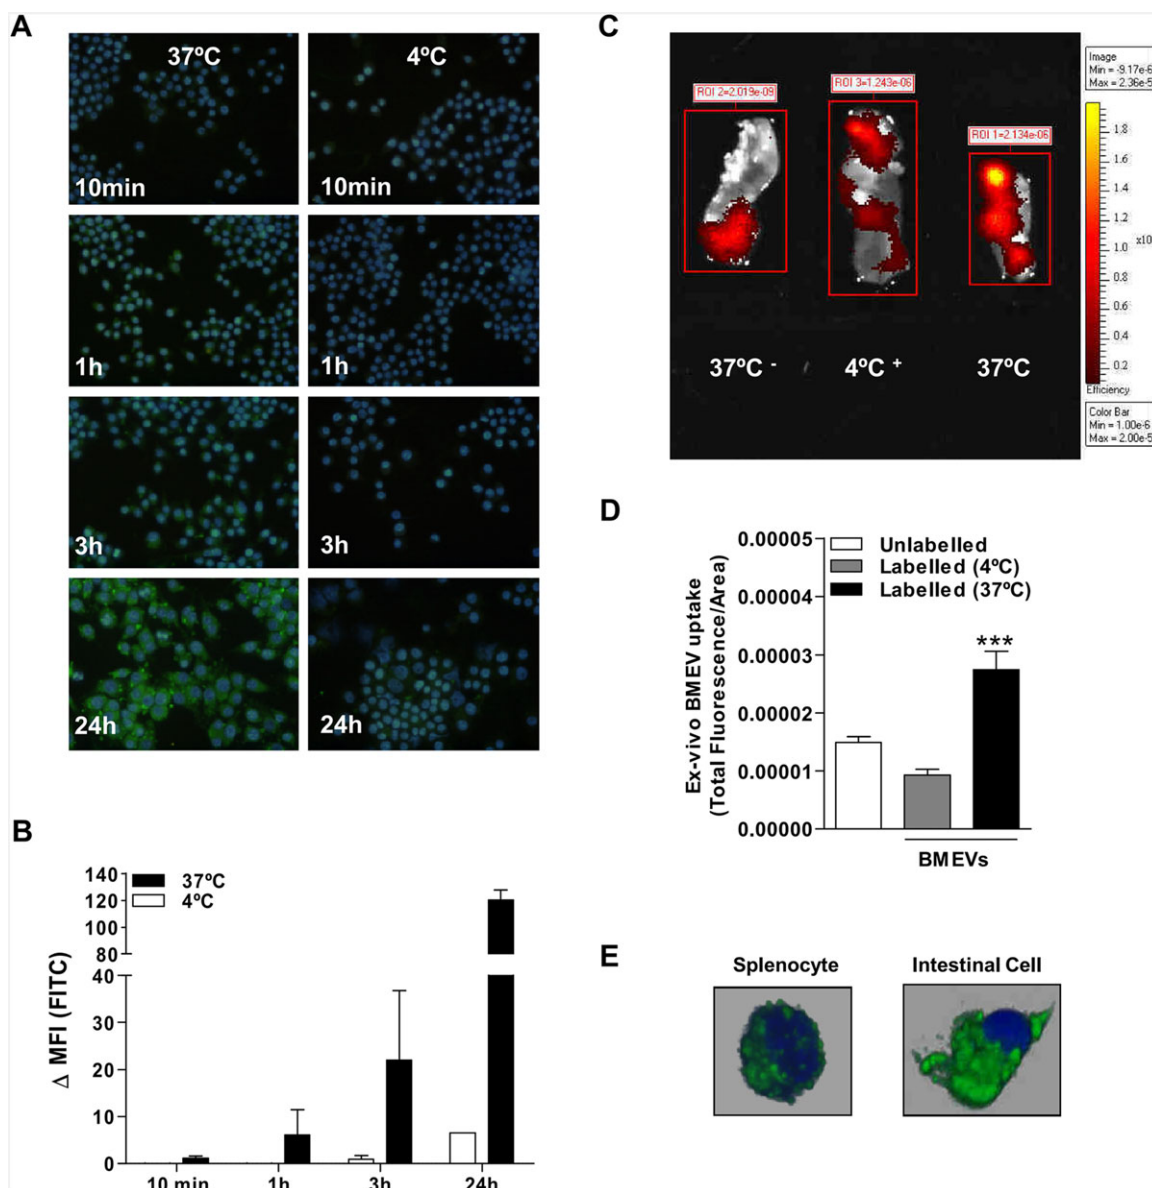 A
37ºC
4ºC
10min
10min
1h
1h
3h
3h
24h
24h
B
Δ MFI (FITC)
140
120
100
80
40
30
20
10
0
37ºC
4ºC
10 min
1h
3h
24h
C
ROI 2=2.019e-09
ROI 3=1.243e-06
ROI 1=2.134e-06
37ºC -
4ºC +
37ºC
Image
Min = -9.17e-6
Max = 2.36e-5
1.8
1.6
1.4
1.2
1.0
0.8
0.6
0.4
0.2
x10
Efficiency
Color Bar
Min = 1.00e-6
Max = 2.00e-5
D
Ex-vivo BMEV uptake
(Total Fluorescence/Area)
0.00005
0.00004
0.00003
0.00002
0.00001
0.00000
Unlabelled
Labelled (4ºC)
Labelled (37ºC)
***
BMEVs
E
Splenocyte
Intestinal Cell